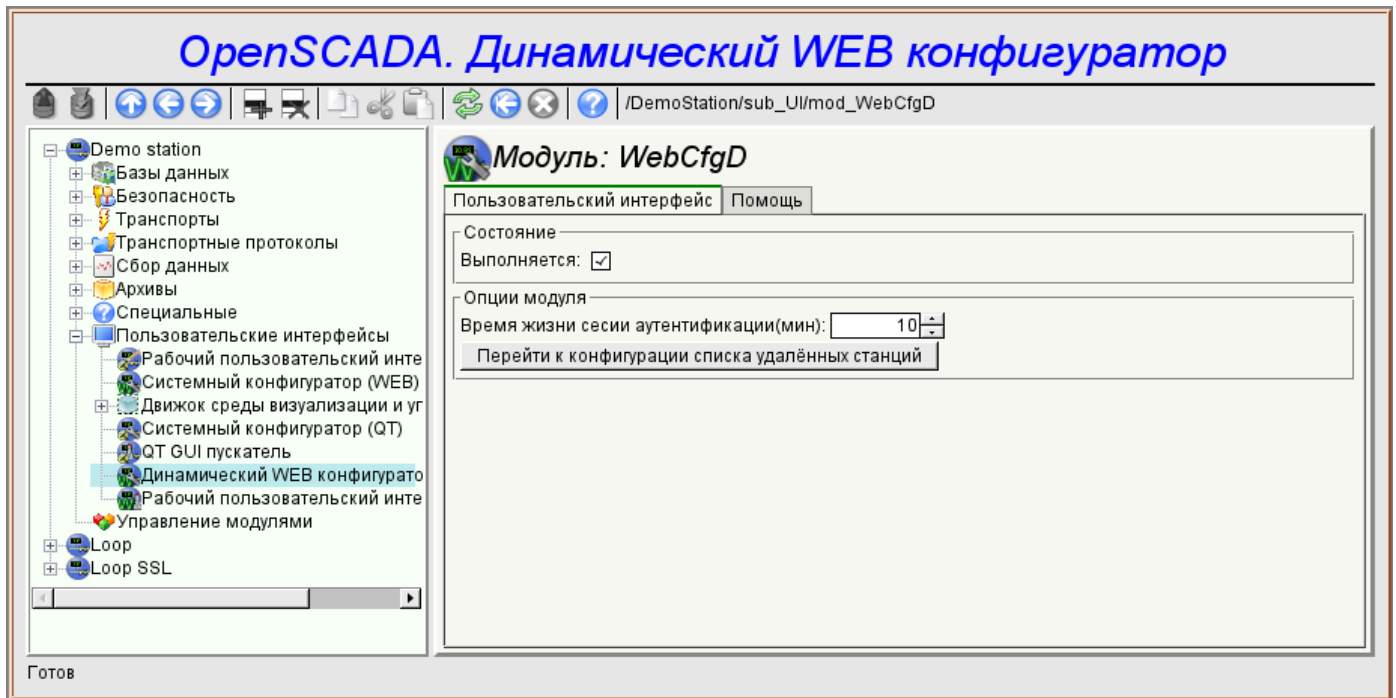 OpenSCADA. Динамический WEB конфигуратор
/DemoStation/sub_UI/mod_WebCfgD
Demo station
Базы данных
Безопасность
Транспорты
Транспортные протоколы
Сбор данных
Архивы
Специальные
Пользовательские интерфейсы
Рабочий пользовательский инте
Системный конфигуратор (WEB)
Движок среды визуализации и уг
Системный конфигуратор (QT)
QT GUI пускатель
Динамический WEB конфигурато
Рабочий пользовательский инте
Управление модулями
Loop
Loop SSL
Модуль: WebCfgD
Пользовательский интерфейс
Помощь
Состояние
Выполняется:
Опции модуля
Время жизни сесии аутентификации(мин): 10
Перейти к конфигурации списка удалённых станций
Готов